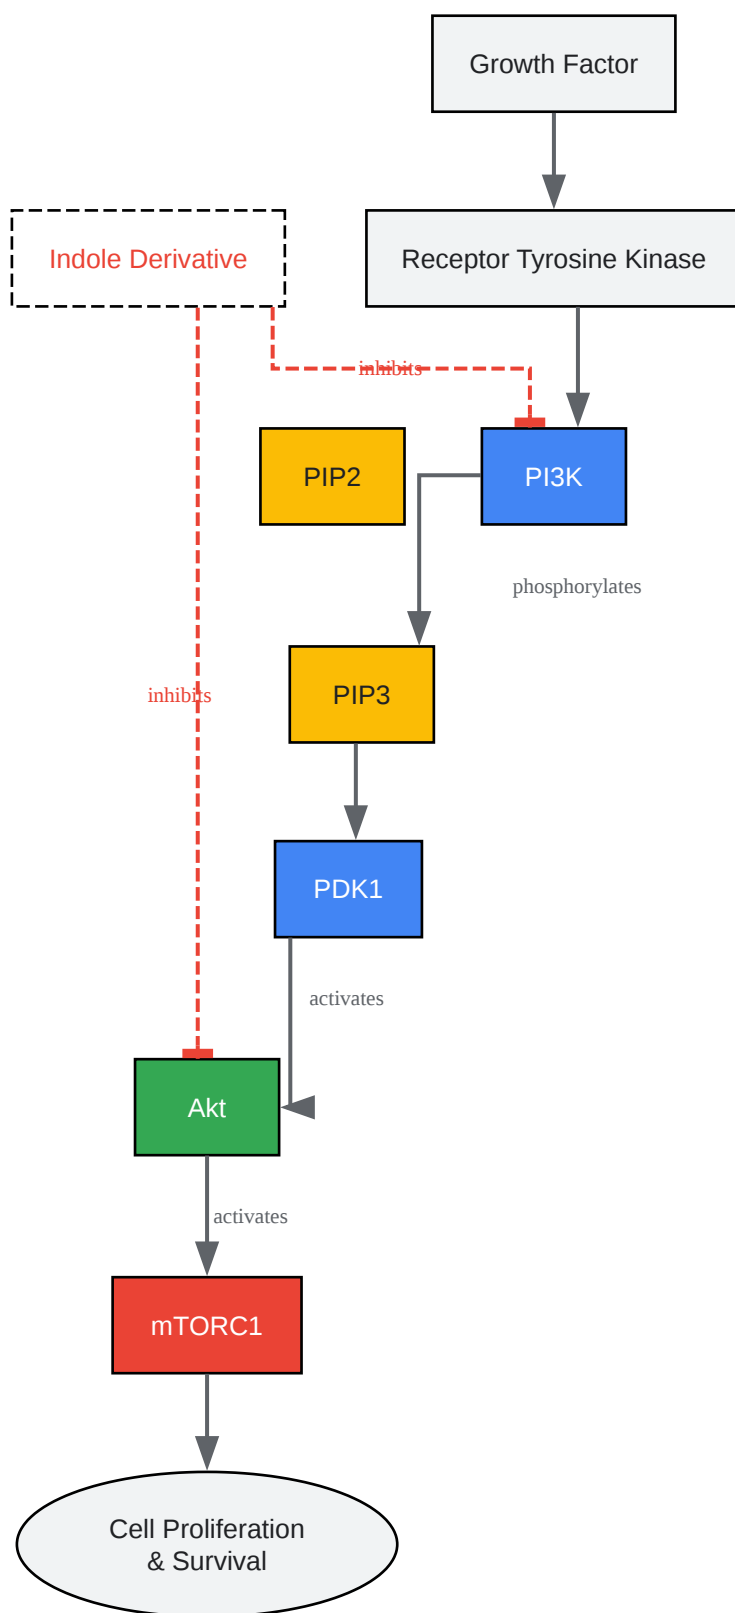 Growth Factor
Indole Derivative
Receptor Tyrosine Kinase
inhibits
PIP2
PI3K
phosphorylates
PIP3
inhibits
PDK1
activates
Akt
activates
mTORC1
Cell Proliferation
& Survival